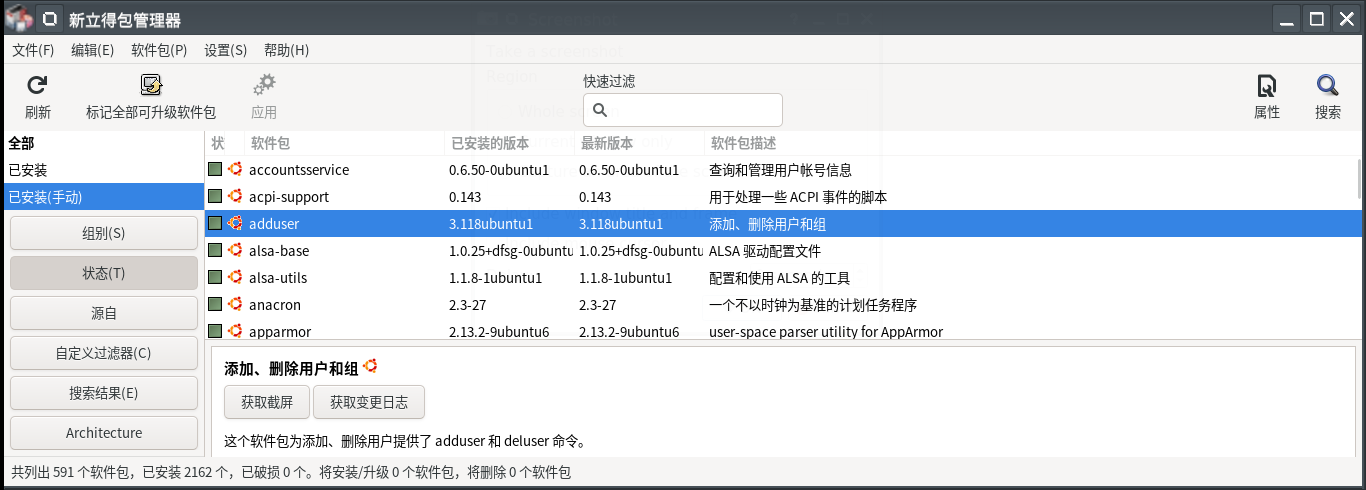 新立得包管理器
文件(F) 编辑(E) 软件包(P) 设置(S) 帮助(H)
快速过滤
刷新 标记全部可升级软件包 应用 属性 搜索
全部
已安装
已安装(手动)
组别(S)
状态(T)
源自
自定义过滤器(C)
搜索结果(E)
Architecture
状 软件包 已安装的版本 最新版本 软件包描述
accountsservice 0.6.50-0ubuntu1 0.6.50-0ubuntu1 查询和管理用户帐号信息
acpi-support 0.143 0.143 用于处理一些 ACPI 事件的脚本
adduser 3.118ubuntu1 3.118ubuntu1 添加、删除用户和组
alsa-base 1.0.25+dfsg-0ubuntu 1.0.25+dfsg-0ubuntu ALSA 驱动配置文件
alsa-utils 1.1.8-1ubuntu1 1.1.8-1ubuntu1 配置和使用 ALSA 的工具
anacron 2.3-27 2.3-27 一个不以时钟为基准的计划任务程序
apparmor 2.13.2-9ubuntu6 2.13.2-9ubuntu6 user-space parser utility for AppArmor
添加、删除用户和组
获取截屏 获取变更日志
这个软件包为添加、删除用户提供了 adduser 和 deluser 命令。
共列出 591 个软件包，已安装 2162 个，已破损 0 个。将安装/升级 0 个软件包，将删除 0 个软件包